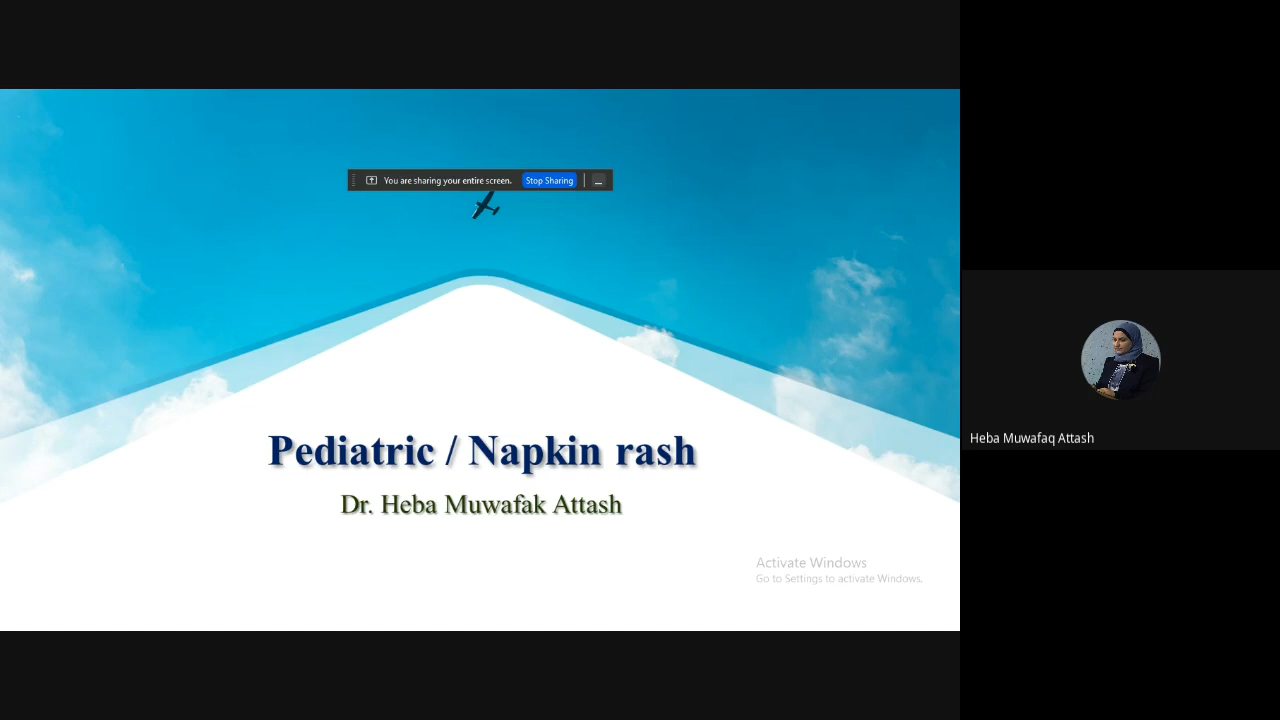 You are sharing your entire screen. Stop Sharing
Pediatric / Napkin rash
Dr. Heba Muwafak Attash
Heba Muwafaq Attash
Activate Windows
Go to Settings to activate Windows.